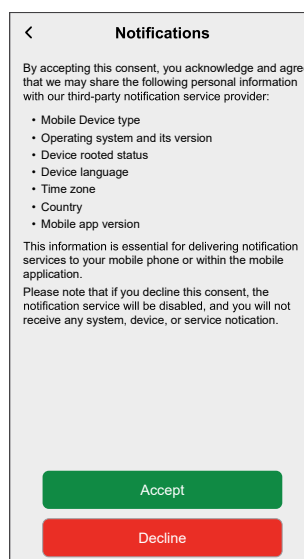 Notifications
By accepting this consent, you acknowledge and agre
that we may share the following personal information
with our third-party notification service provider:
• Mobile Device type
• Operating system and its version
• Device rooted status
• Device language
• Time zone
• Country
• Mobile app version
This information is essential for delivering notification
services to your mobile phone or within the mobile
application.
Please note that if you decline this consent, the
notification service will be disabled, and you will not
receive any system, device, or service notication.
Accept
Decline